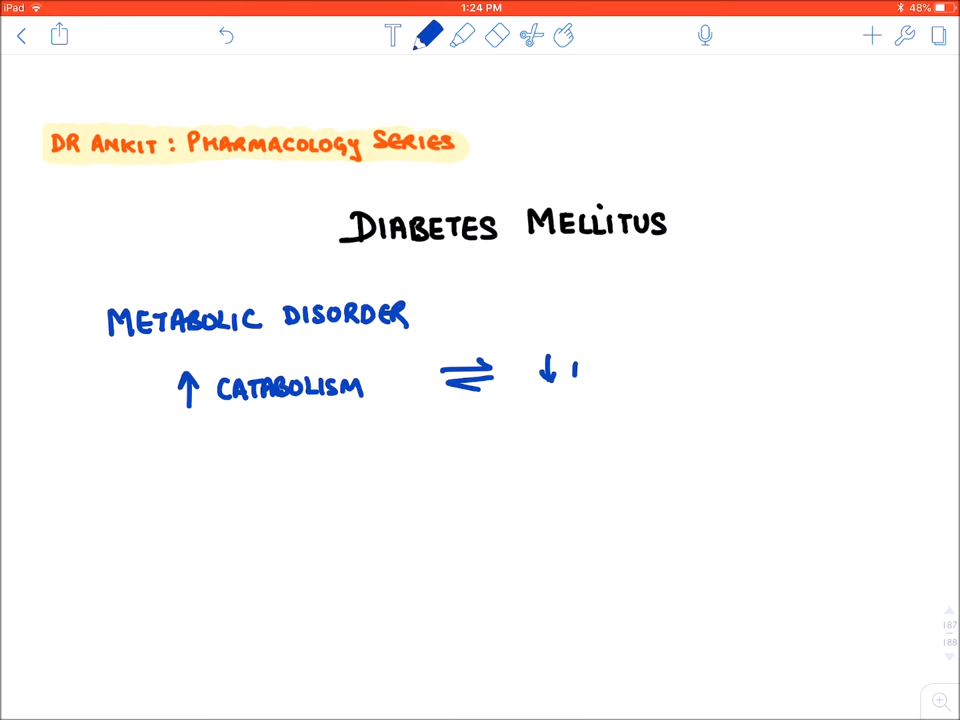 iPad 1:24 PM 48%
T
DR ANKIT : PHARMACOLOGY SERIES
DIABETES MELLITUS
METABOLIC DISORDER
↑ CATABOLISM ⇌ ↓ I
187
188